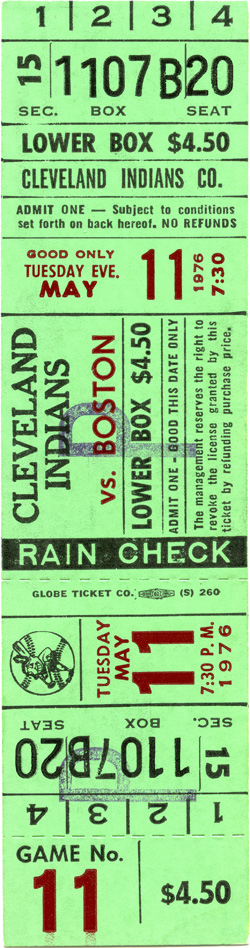 1 | 2 | 3 | 4
15 1107B 20
SEC. BOX SEAT
LOWER BOX $4.50
CLEVELAND INDIANS CO.
ADMIT ONE — Subject to conditions
set forth on back hereof. NO REFUNDS
GOOD ONLY
TUESDAY EVE.
MAY
11
1976
7:30
CLEVELAND
INDIANS
vs. BOSTON
LOWER BOX $4.50
ADMIT ONE - GOOD THIS DATE ONLY
The management reserves the right to
revoke the license granted by this
ticket by refunding purchase price.
RAIN CHECK
GLOBE TICKET CO. (S) 260
TUESDAY
MAY
11
7:30 P.M.
1976
SEC. BOX SEAT
15 1107B 20
1 | 2 | 3 | 4
GAME No.
11
$4.50